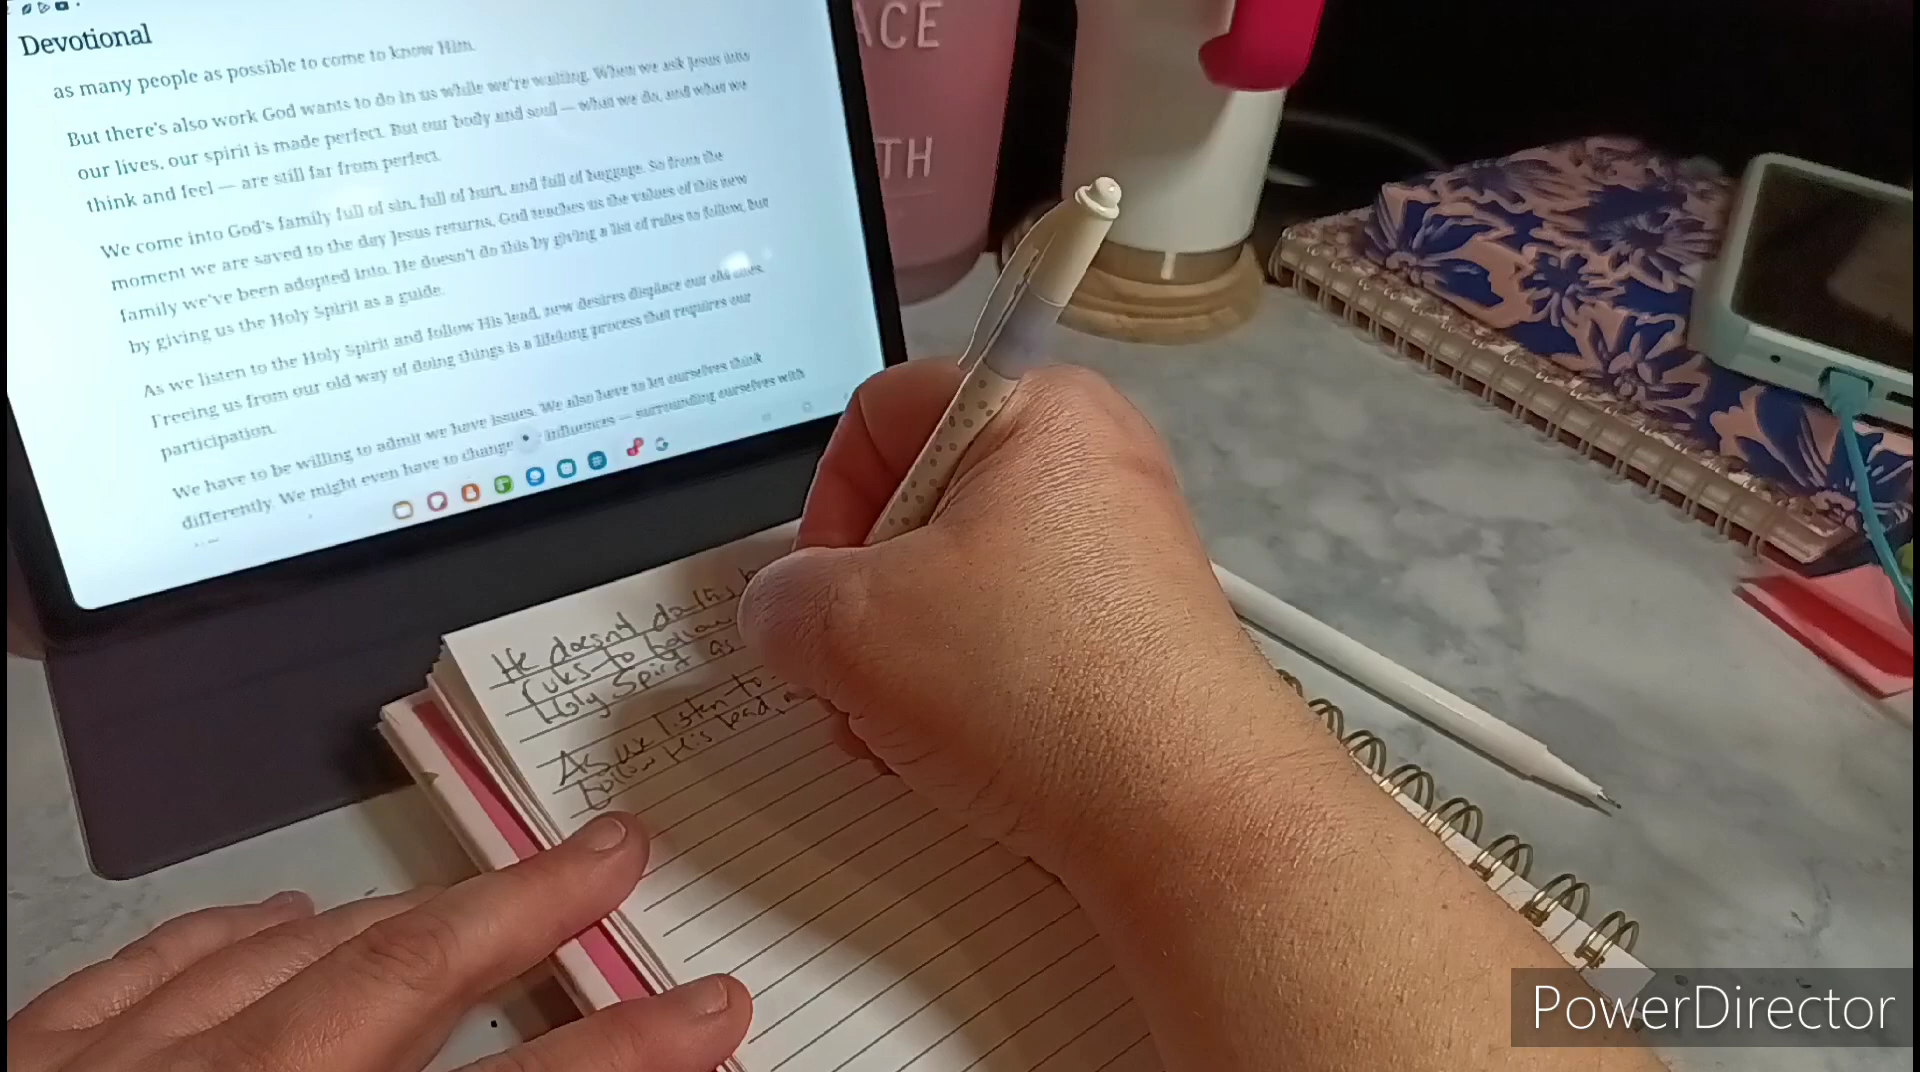 Devotional
as many people as possible to come to know Him.
But there's also work God wants to do in us while we're waiting. When we ask Jesus into
our lives, our spirit is made perfect. But our body and soul — what we do, and what we
think and feel — are still far from perfect.
We come into God's family full of sin, full of hurt, and full of baggage. So from the
moment we are saved to the day Jesus returns, God teaches us the values of this new
family we've been adopted into. He doesn't do this by giving a list of rules to follow, but
by giving us the Holy Spirit as a guide.
As we listen to the Holy Spirit and follow His lead, new desires displace our old ones.
Freeing us from our old way of doing things is a lifelong process that requires our
participation.
We have to be willing to admit we have issues. We also have to let ourselves think
differently. We might even have to change influences — surrounding ourselves with
ACE
TH
He doesn't do this b
rules to follow
Holy Spirit as
As we listen to
follow His lead, n
PowerDirector